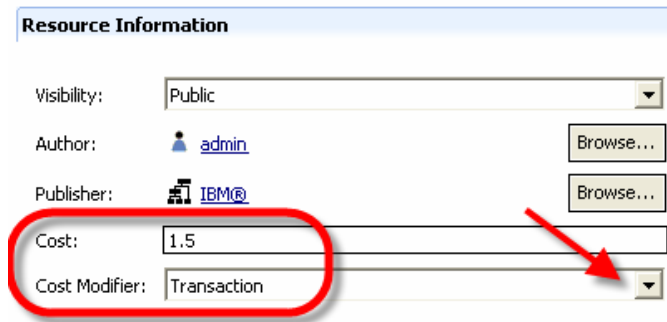 Resource Information
Visibility: Public
Author: admin Browse...
Publisher: IBM® Browse...
Cost: 1.5
Cost Modifier: Transaction